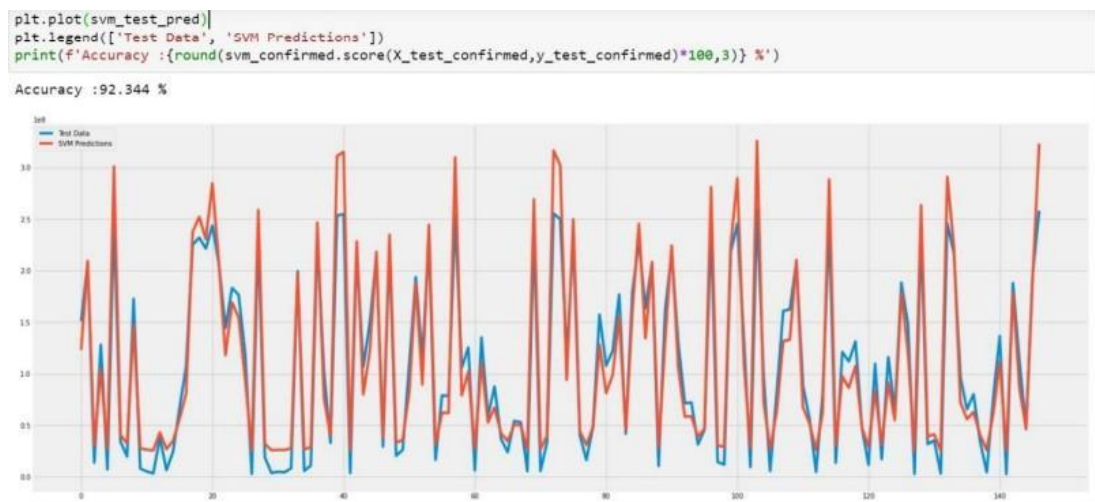 plt.plot(svm_test_pred)
plt.legend(['Test Data', 'SVM Predictions'])
print(f'Accuracy :{round(svm_confirmed.score(X_test_confirmed,y_test_confirmed)*100,3)} %')
Accuracy :92.344 %
1e8
Test Data
SVM Predictions
3.0
2.5
2.0
1.5
1.0
0.5
0.0
0 20 40 60 80 100 120 140